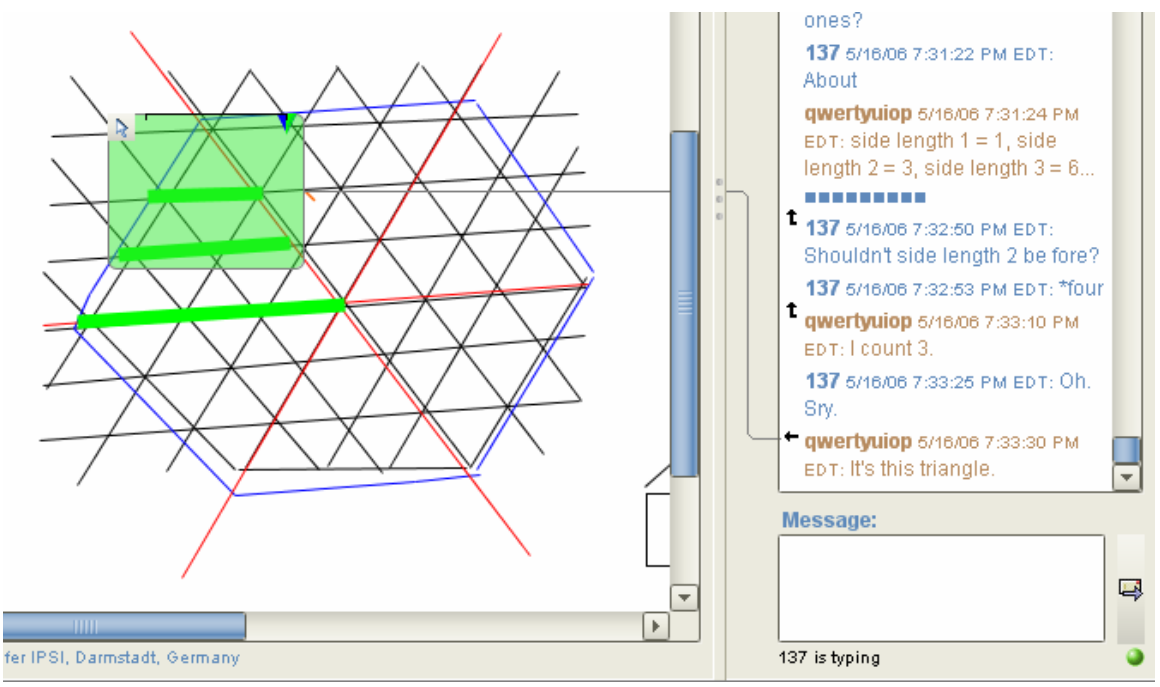 ones?
137 5/16/06 7:31:22 PM EDT:
About
qwertyuiop 5/16/06 7:31:24 PM
EDT: side length 1 = 1, side
length 2 = 3, side length 3 = 6...
137 5/16/06 7:32:50 PM EDT:
Shouldn't side length 2 be fore?
137 5/16/06 7:32:53 PM EDT: *four
qwertyuiop 5/16/06 7:33:10 PM
EDT: I count 3.
137 5/16/06 7:33:25 PM EDT: Oh.
Sry.
qwertyuiop 5/16/06 7:33:30 PM
EDT: It's this triangle.
Message:
fer IPSI, Darmstadt, Germany
137 is typing